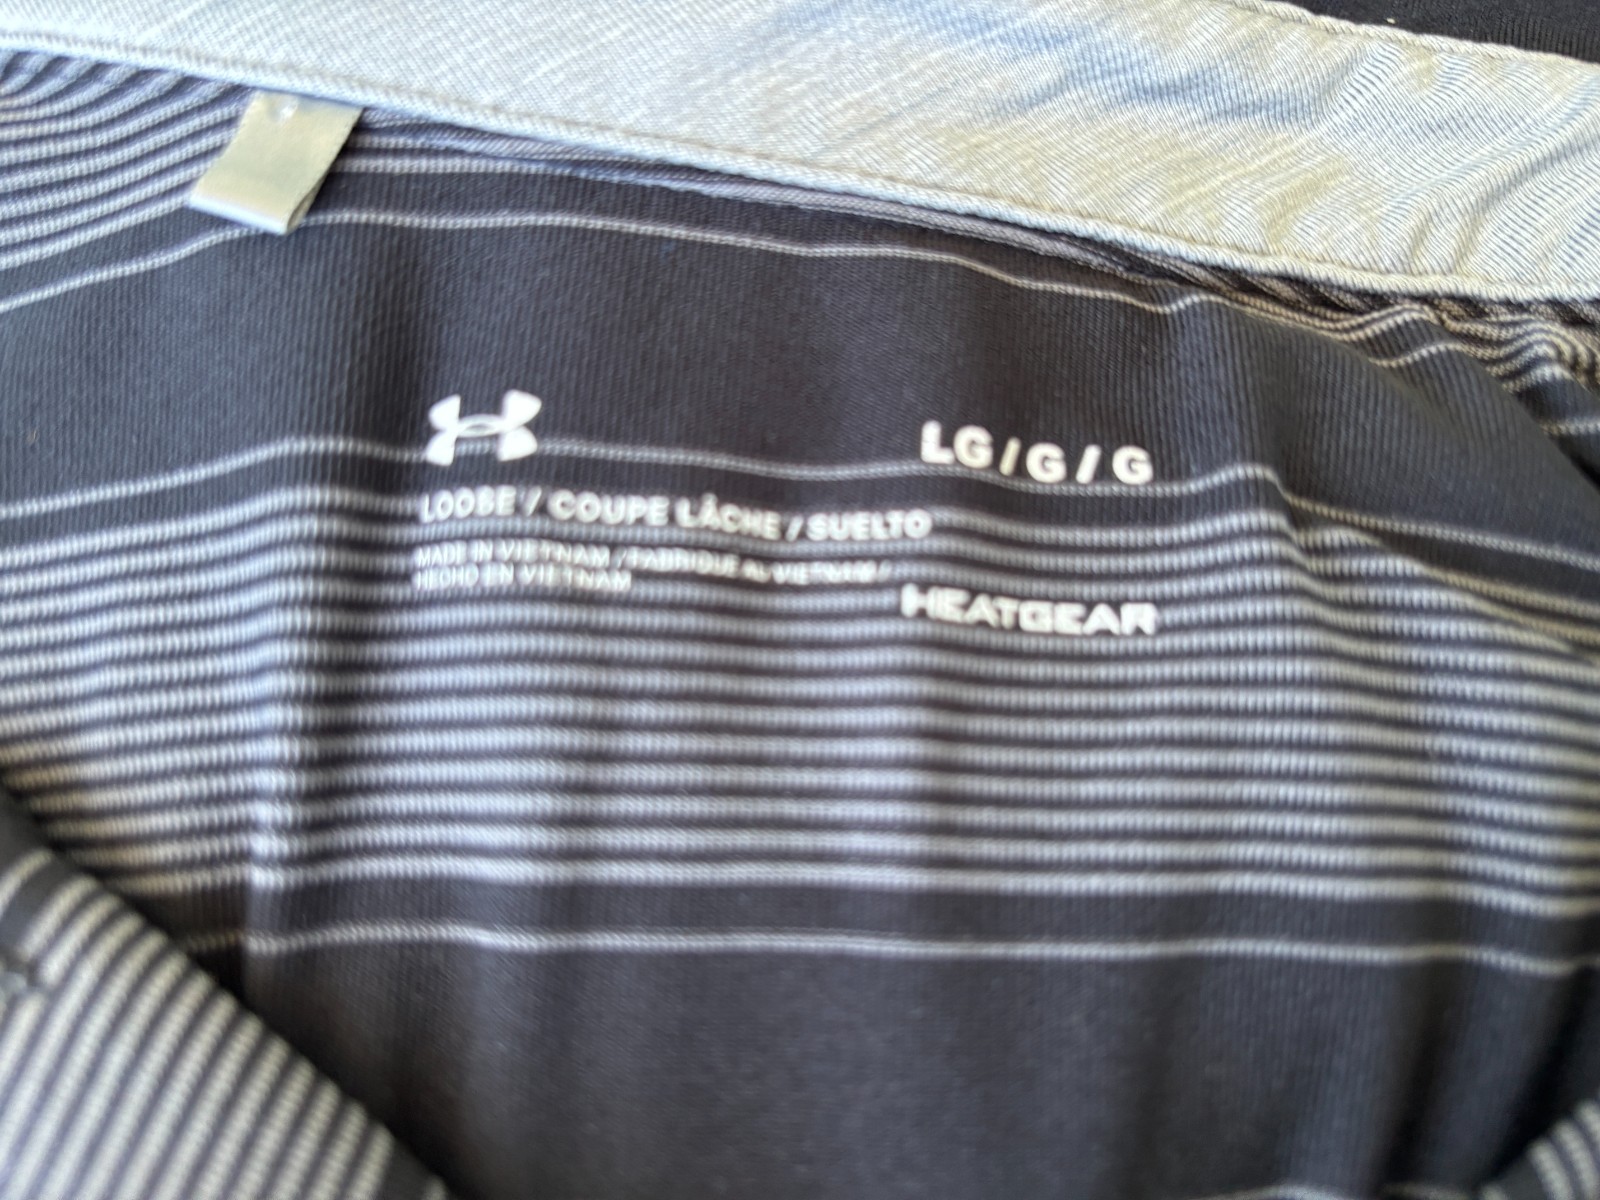 LG / G / G
LOOSE / COUPE LÂCHE / SUELTO
MADE IN VIETNAM / FABRIQUÉ AU VIETNAM /
HECHO EN VIETNAM
HEATGEAR